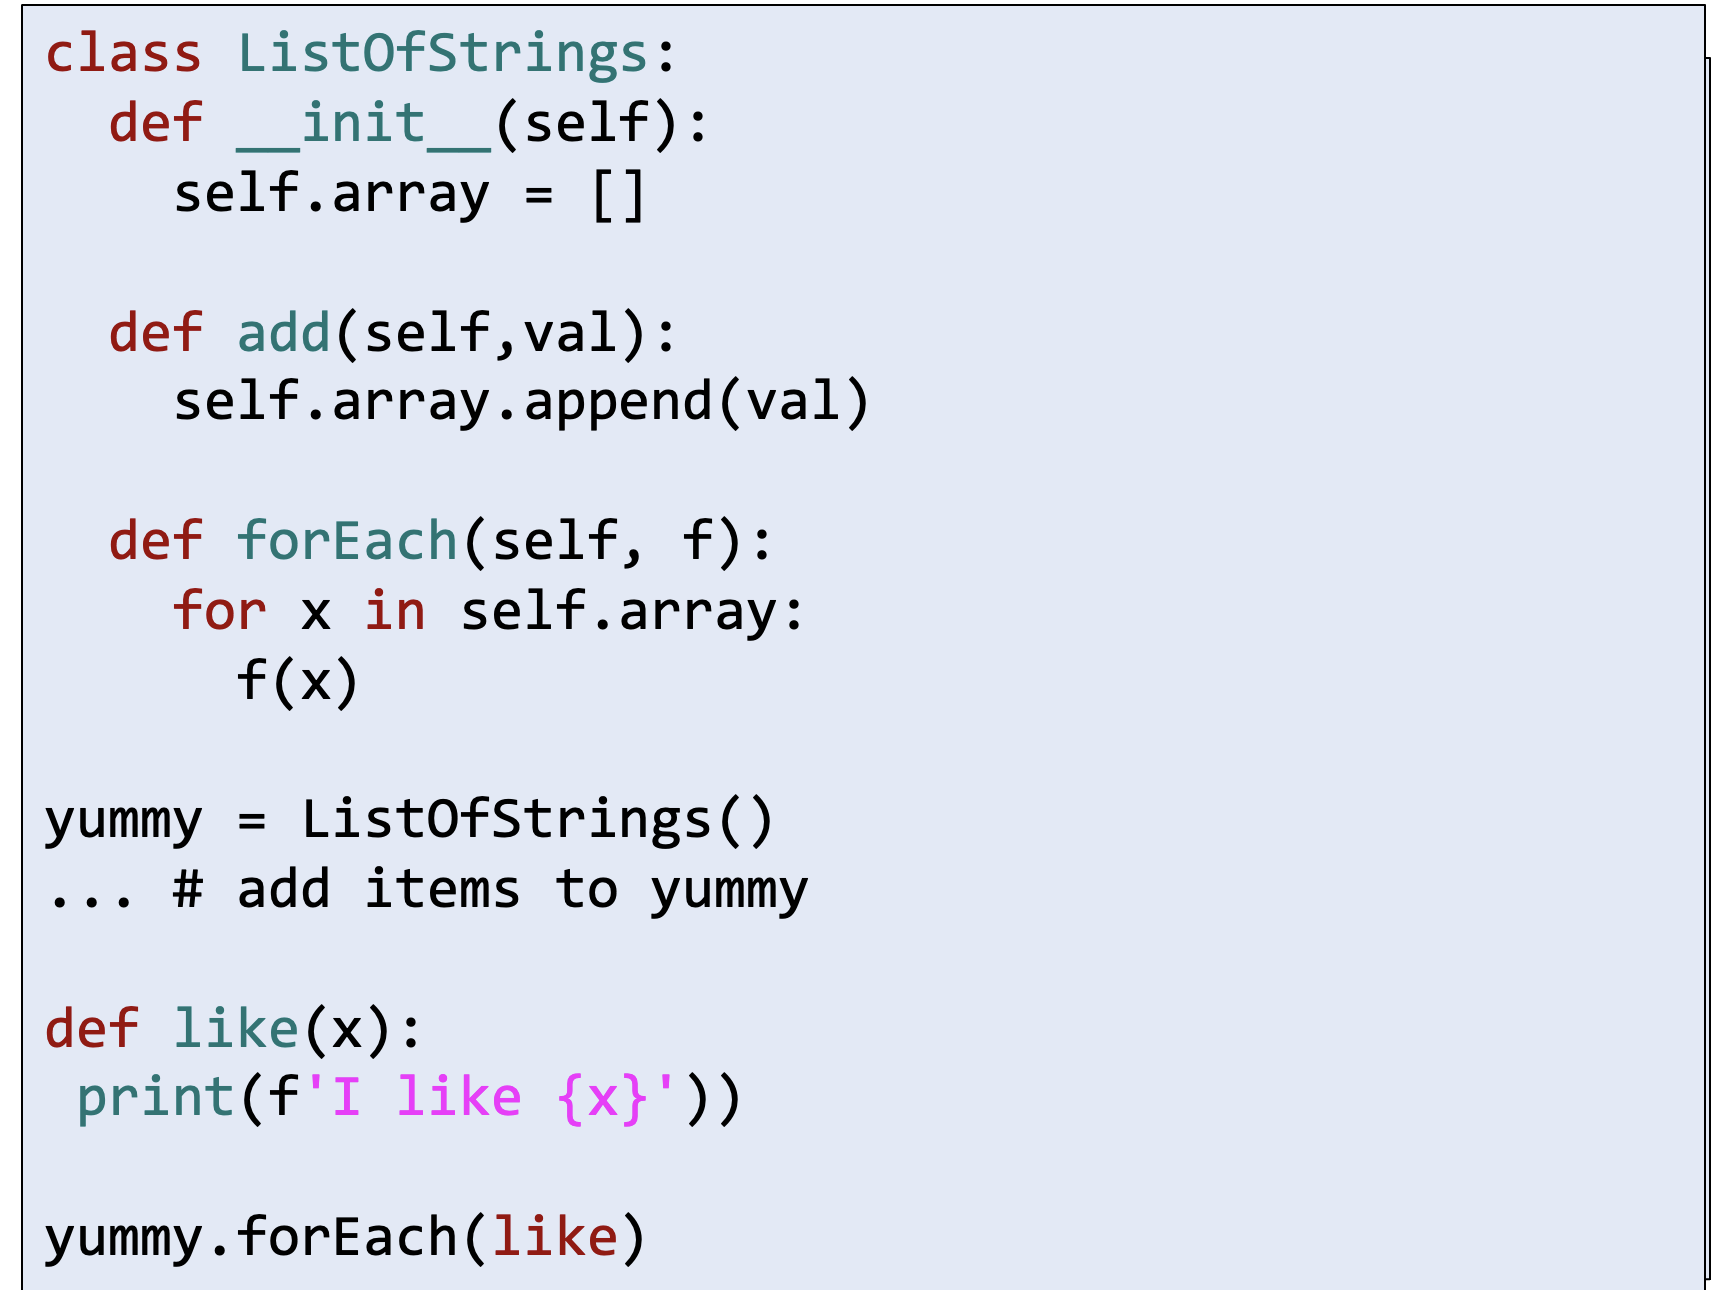 class ListOfStrings:
  def __init__(self):
    self.array = []

  def add(self,val):
    self.array.append(val)

  def forEach(self, f):
    for x in self.array:
      f(x)

yummy = ListOfStrings()
... # add items to yummy

def like(x):
 print(f'I like {x}'))

yummy.forEach(like)